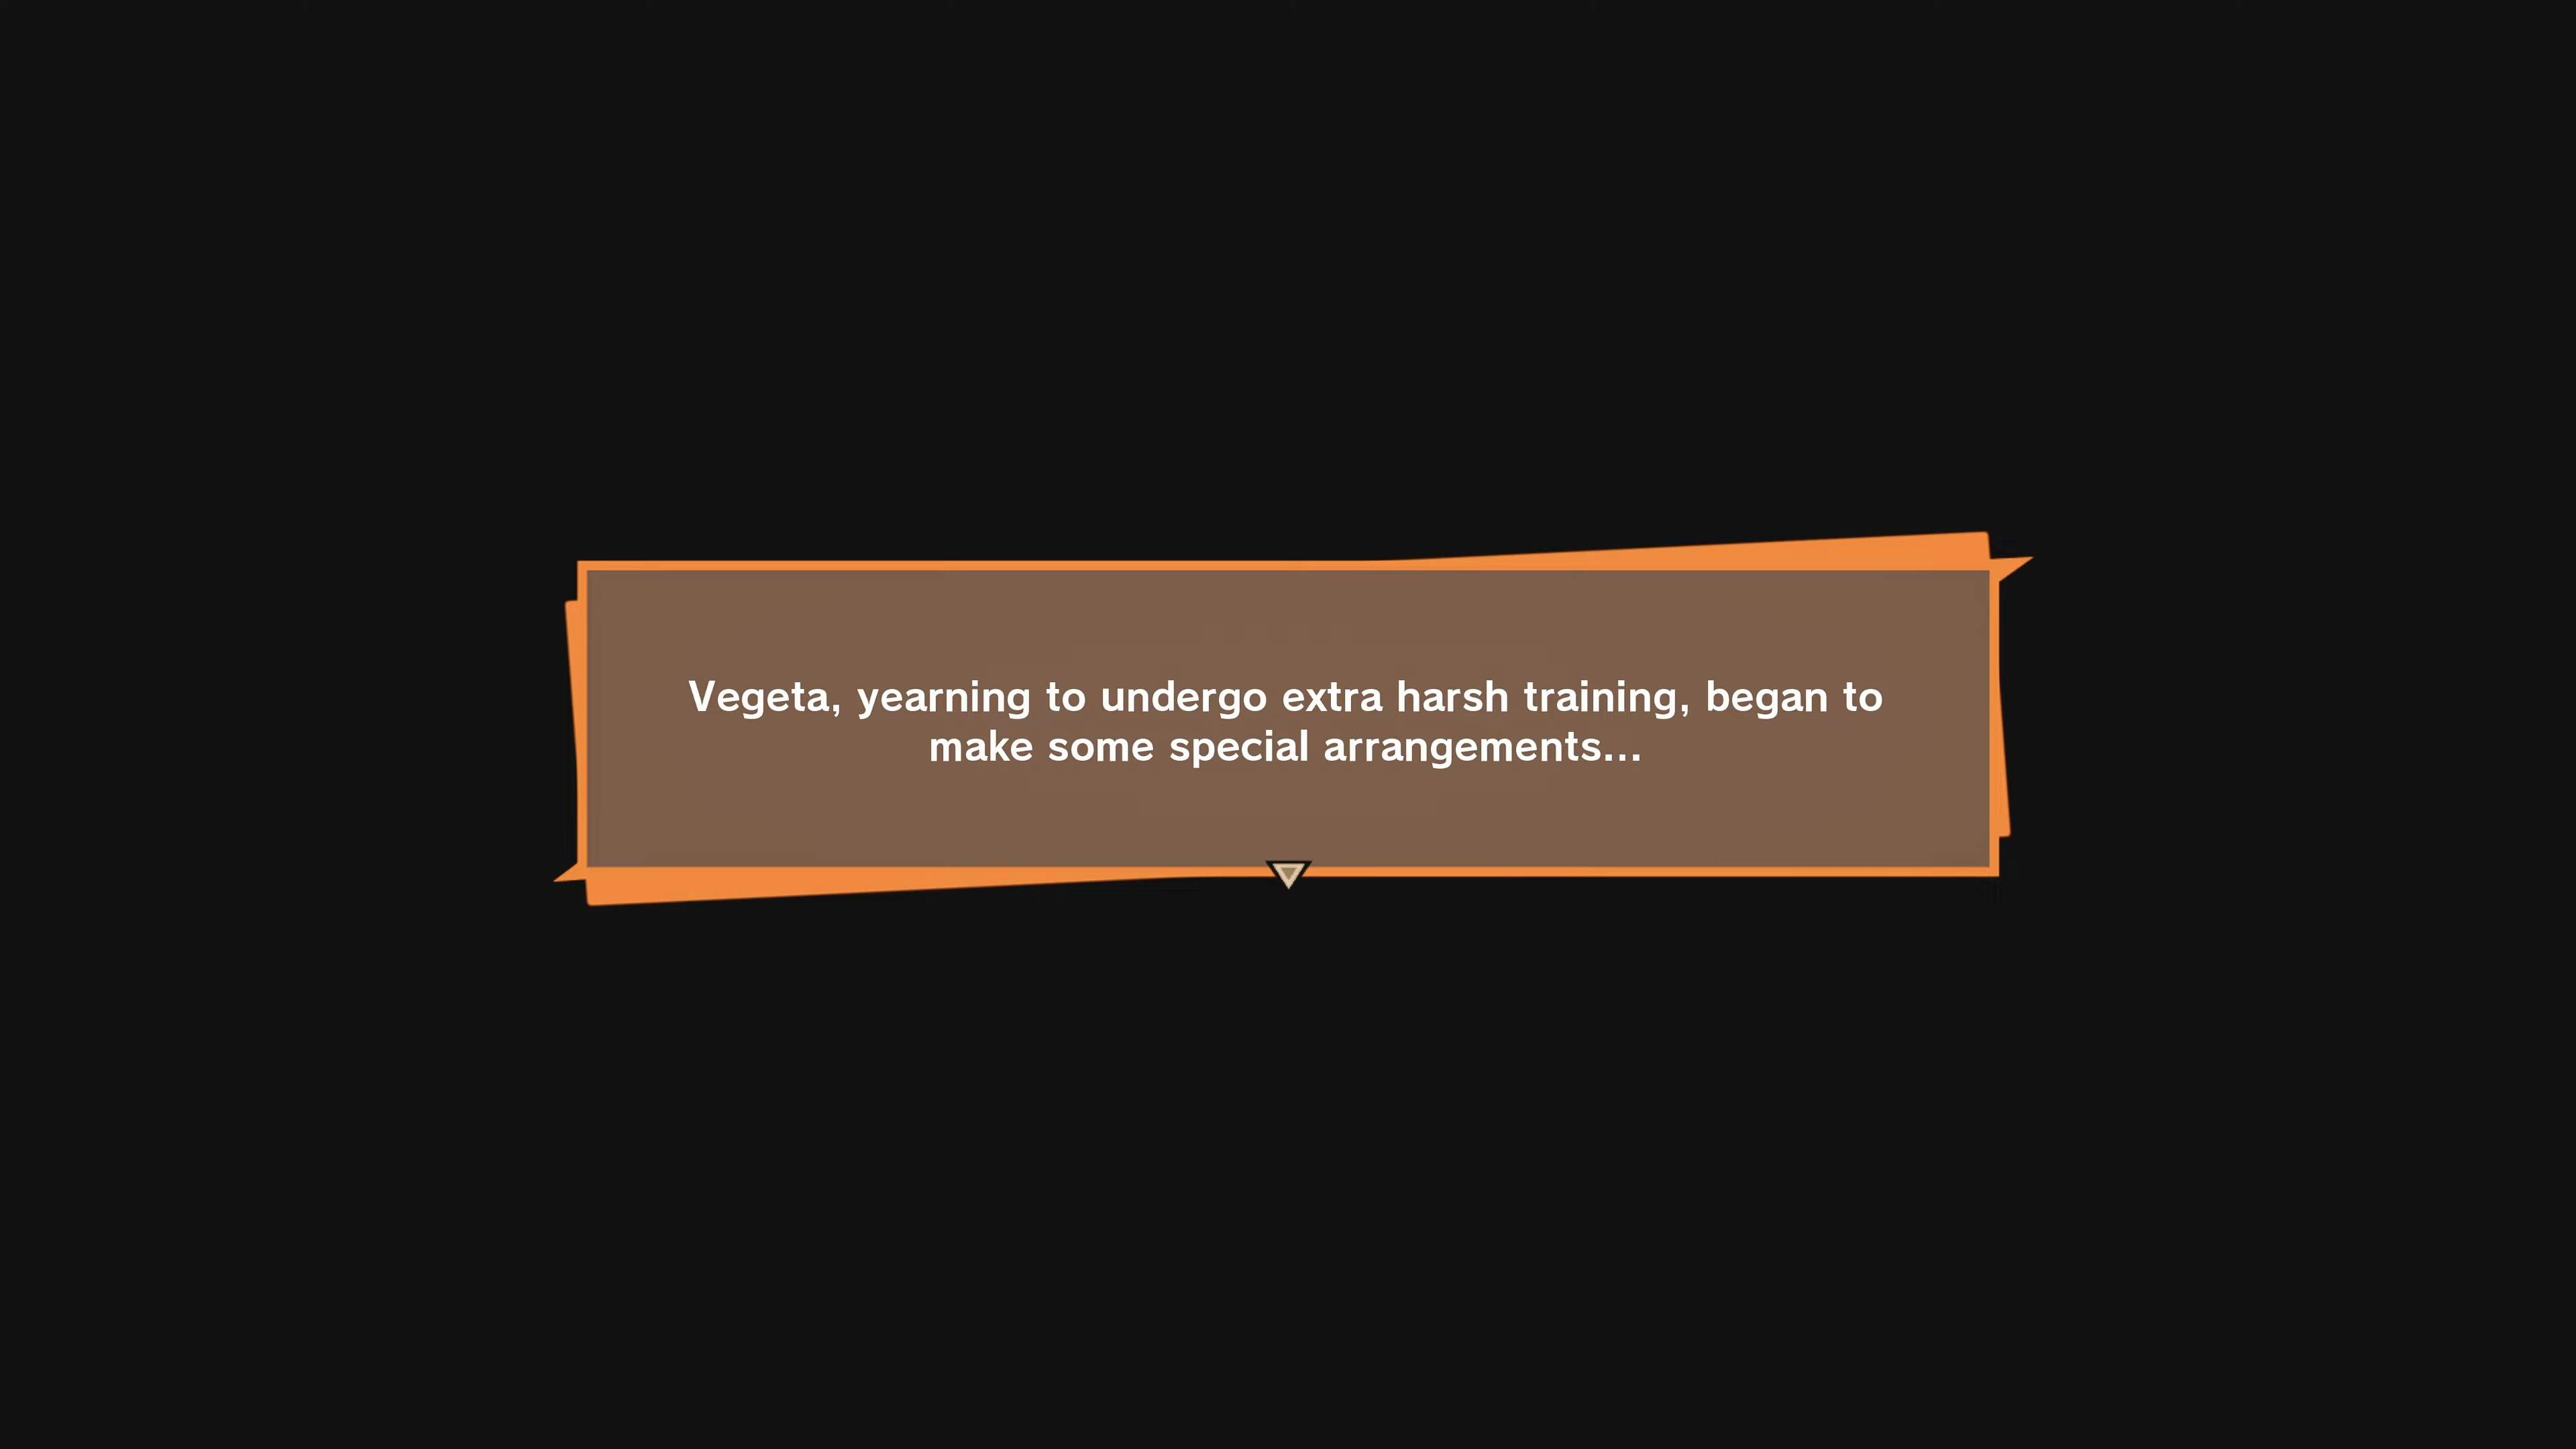 Vegeta, yearning to undergo extra harsh training, began to
make some special arrangements...